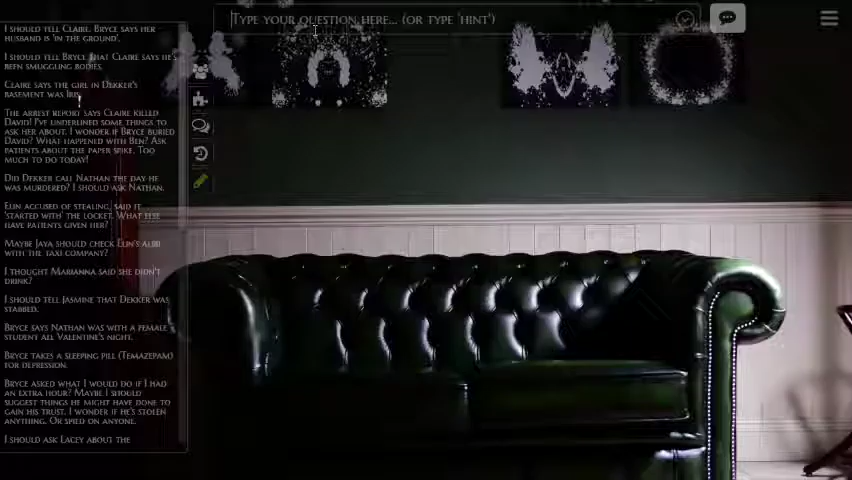 Type your question here... (or type 'hint')
I should tell Claire. Bryce says her
husband is 'in the ground'.
I should tell Bryce that Claire says he's
been smuggling bodies.
Claire says the girl in Dekker's
basement was Iris.
The arrest report says Claire killed
David! I've underlined some things to
ask her about. I wonder if Bryce buried
David? What happened with Ben? Ask
patients about the paper spike. Too
much to do today!
Did Dekker call Nathan the day he
was murdered? I should ask Nathan.
Elin accused of stealing, said it
'started with' the locket. What else
have patients given her?
Maybe Jaya should check Elin's alibi
with the taxi company?
I thought Marianna said she didn't
drink?
I should tell Jasmine that Dekker was
stabbed.
Bryce says Nathan was with a female
student all Valentine's night.
Bryce takes a sleeping pill (Temazepam)
for depression.
Bryce asked what I would do if I had
an extra hour? Maybe I should
suggest things he might have done to
gain his trust. I wonder if he's stolen
anything. Or spied on anyone.
I should ask Lacey about the